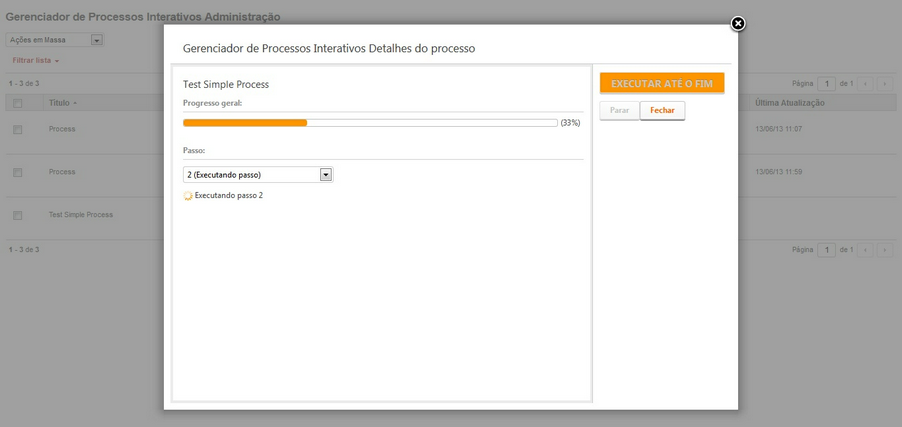 Gerenciador de Processos Interativos Administração
Ações em Massa
Filtrar lista
1 - 3 de 3
Página 1 de 1
Título
Última Atualização
Process
13/06/13 11:07
Process
13/06/13 11:59
Test Simple Process
1 - 3 de 3
Página 1 de 1
Gerenciador de Processos Interativos Detalhes do processo
Test Simple Process
Progresso geral:
(33%)
Passo:
2 (Executando passo)
Executando passo 2
EXECUTAR ATÉ O FIM
Parar
Fechar